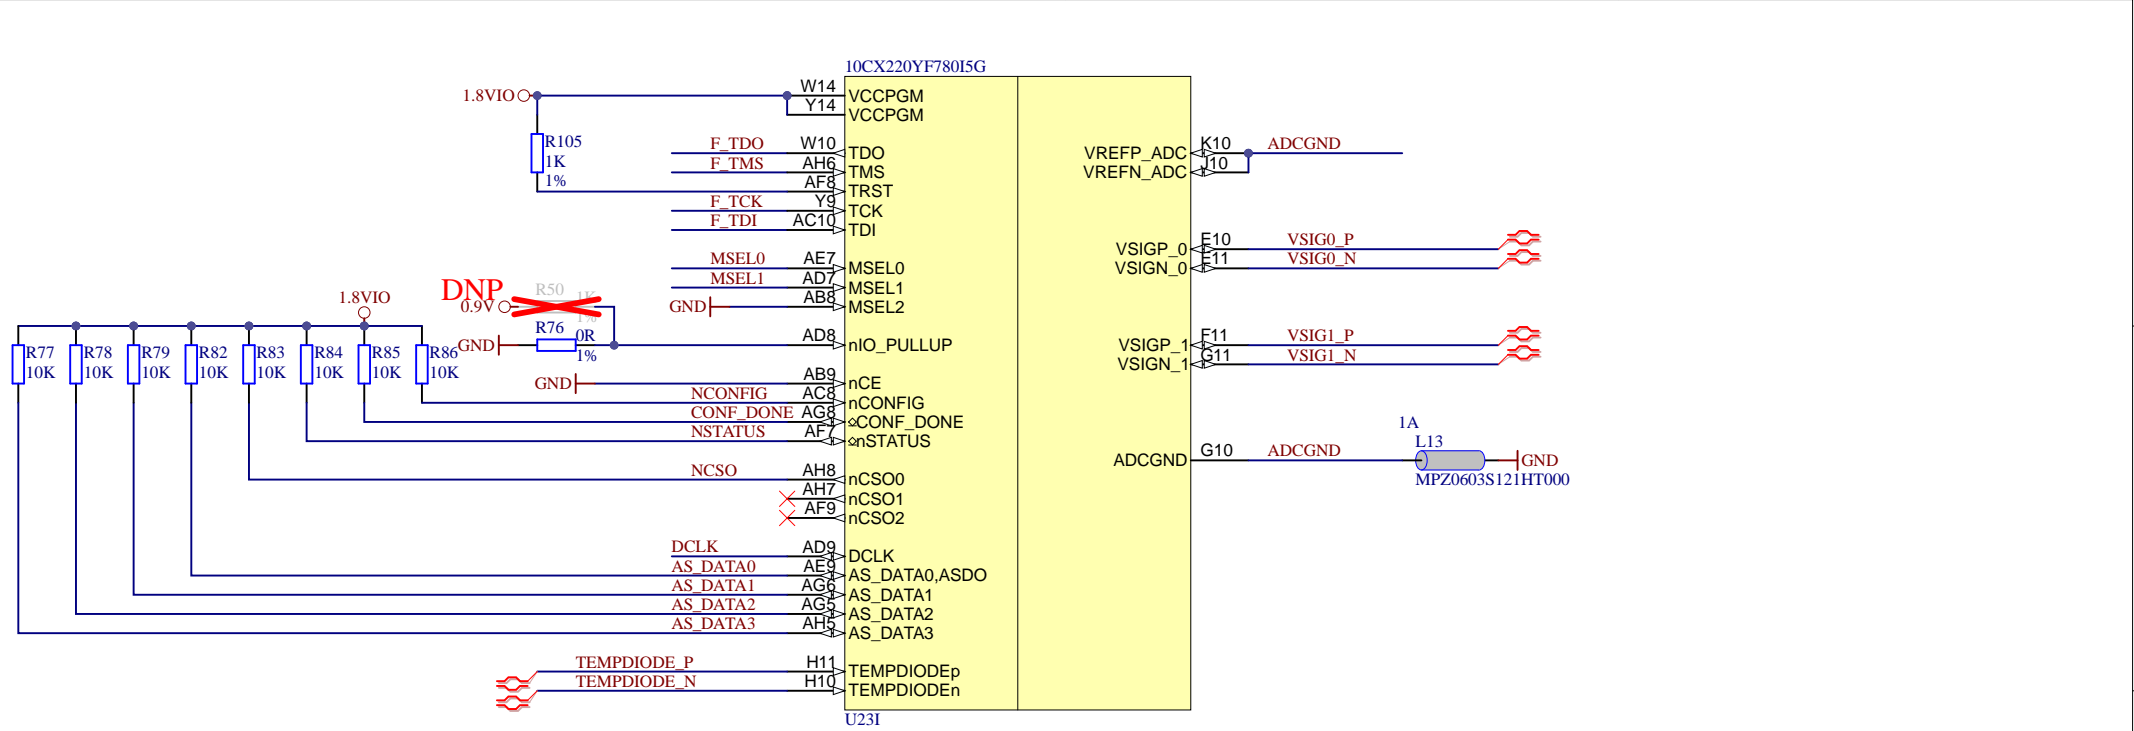 10CX220YF780I5G
1.8VIO
W14 VCCPGM
Y14 VCCPGM
R105
1K
1%
F_TDO W10 TDO
F_TMS AH6 TMS
AF8 TRST
F_TCK Y9 TCK
F_TDI AC10 TDI
MSEL0 AE7 MSEL0
MSEL1 AD7 MSEL1
GND AB8 MSEL2
DNP
0.9V
R50
1K
1%
R76
0R
1%
GND
AD8 nIO_PULLUP
GND AB9 nCE
NCONFIG AC8 nCONFIG
CONF_DONE AG8 CONF_DONE
NSTATUS AF7 nSTATUS
NCSO AH8 nCSO0
AH7 nCSO1
AF9 nCSO2
DCLK AD9 DCLK
AS_DATA0 AE9 AS_DATA0,ASDO
AS_DATA1 AG6 AS_DATA1
AS_DATA2 AG5 AS_DATA2
AS_DATA3 AH5 AS_DATA3
TEMPDIODE_P H11 TEMPDIODEp
TEMPDIODE_N H10 TEMPDIODEn
U23I
1.8VIO
R77
10K
R78
10K
R79
10K
R82
10K
R83
10K
R84
10K
R85
10K
R86
10K
VREFP_ADC K10 ADCGND
VREFN_ADC J10
VSIGP_0 E10 VSIG0_P
VSIGN_0 E11 VSIG0_N
VSIGP_1 F11 VSIG1_P
VSIGN_1 G11 VSIG1_N
ADCGND G10 ADCGND
1A
L13
GND
MPZ0603S121HT000